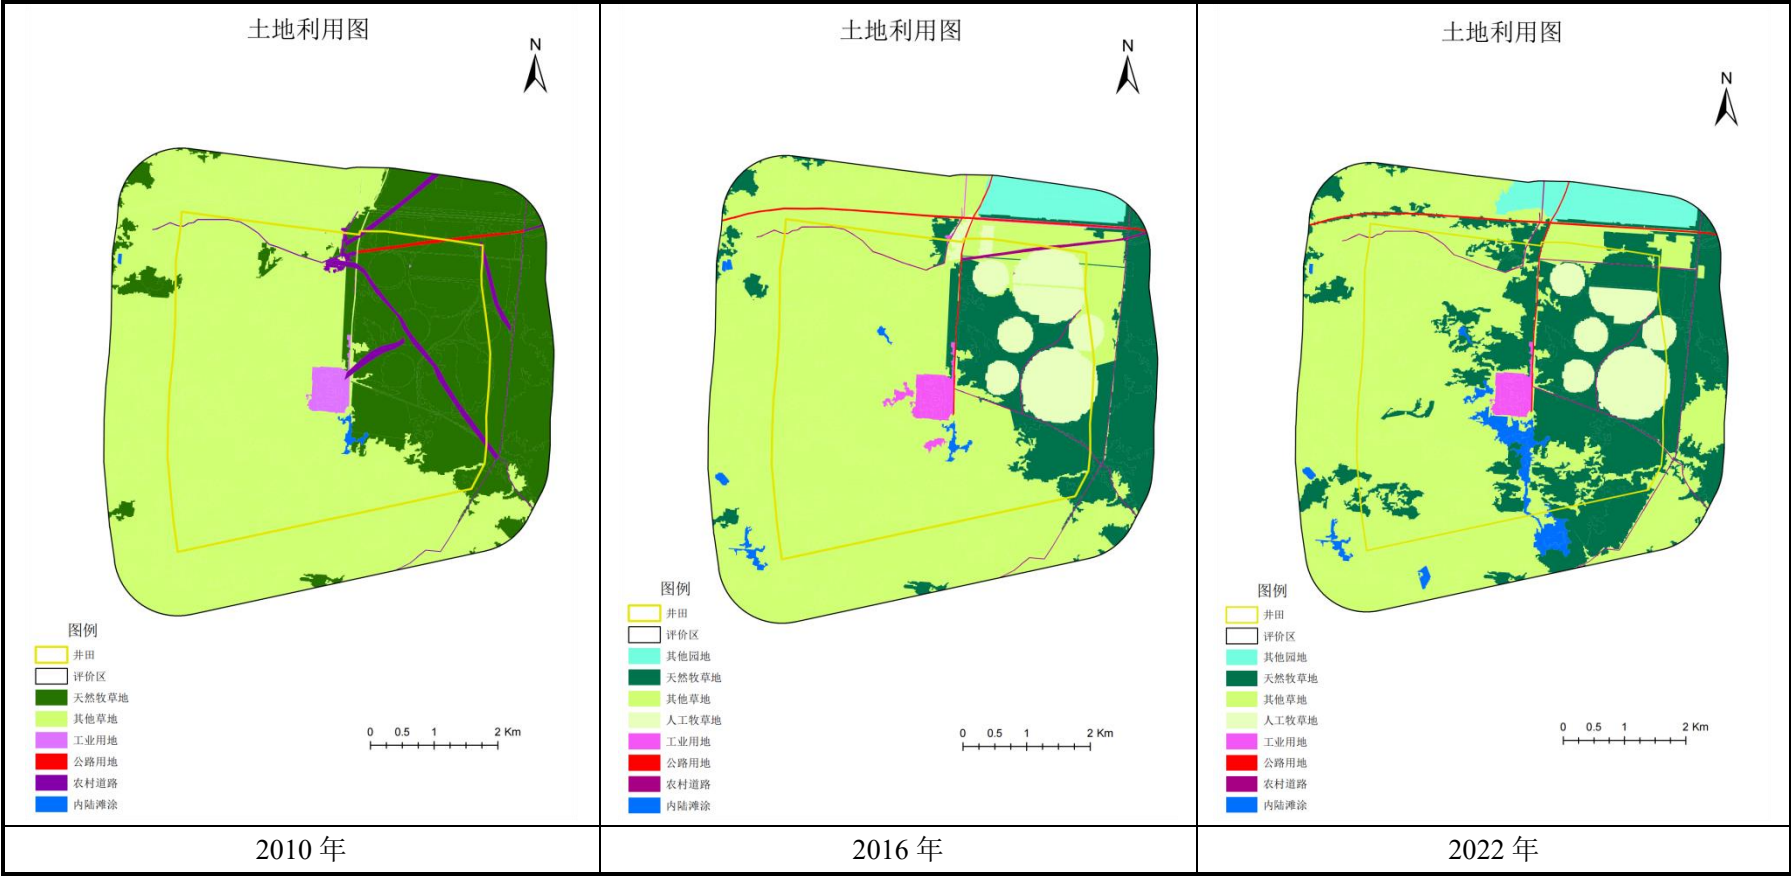 土地利用图
N
图例
井田
评价区
天然牧草地
其他草地
工业用地
公路用地
农村道路
内陆滩涂
0 0.5 1 2 Km
2010 年
土地利用图
N
图例
井田
评价区
其他园地
天然牧草地
其他草地
人工牧草地
工业用地
公路用地
农村道路
内陆滩涂
0 0.5 1 2 Km
2016 年
土地利用图
N
图例
井田
评价区
其他园地
天然牧草地
其他草地
人工牧草地
工业用地
公路用地
农村道路
内陆滩涂
0 0.5 1 2 Km
2022 年